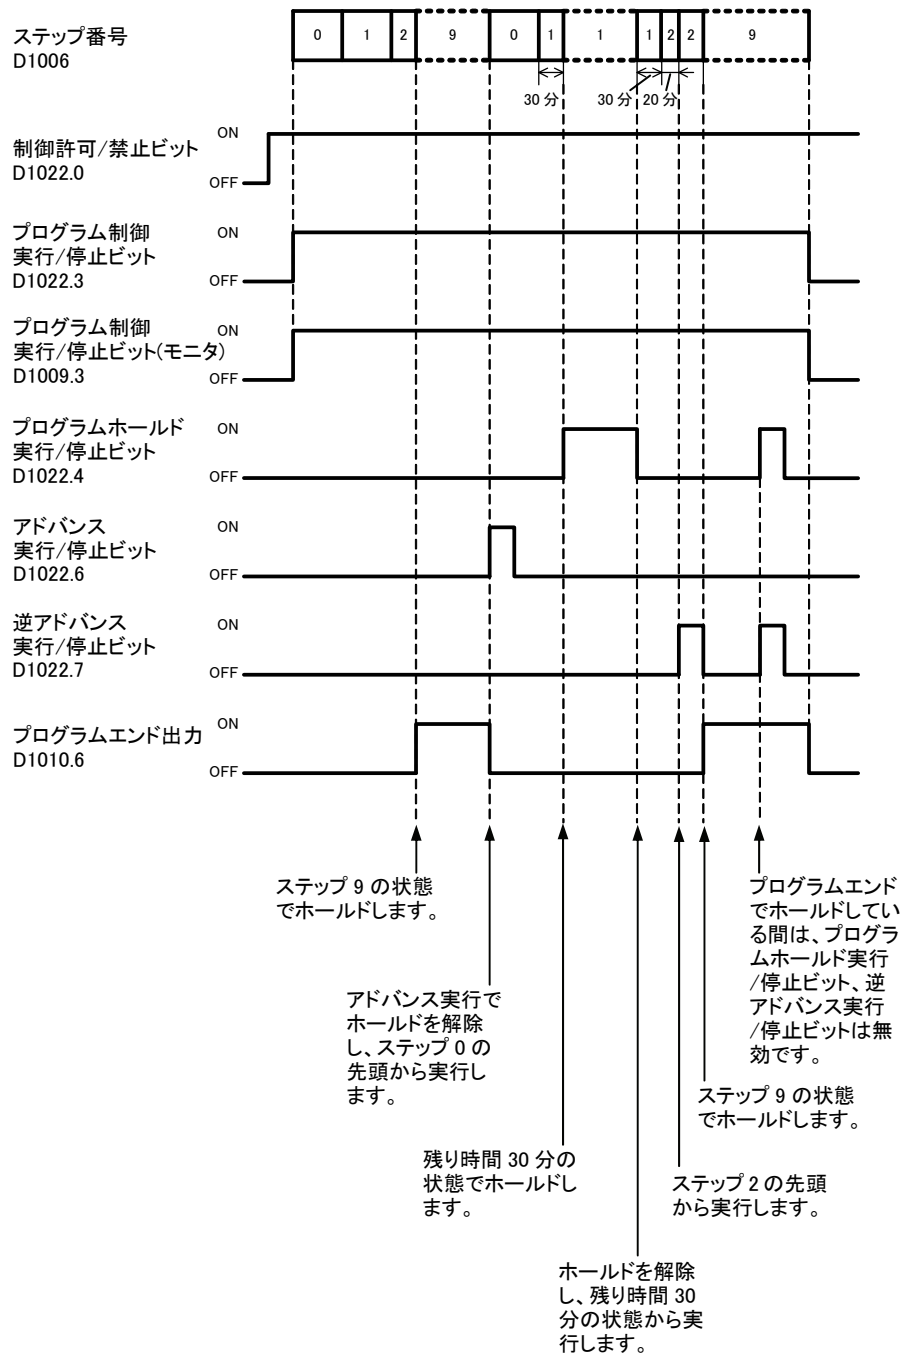 ステップ番号
D1006
0 1 2 9 0 1 1 1 2 2 9
30 分 30 分 20 分
制御許可/禁止ビット
D1022.0
ON
OFF
プログラム制御
実行/停止ビット
D1022.3
ON
OFF
プログラム制御
実行/停止ビット(モニタ)
D1009.3
ON
OFF
プログラムホールド
実行/停止ビット
D1022.4
ON
OFF
アドバンス
実行/停止ビット
D1022.6
ON
OFF
逆アドバンス
実行/停止ビット
D1022.7
ON
OFF
プログラムエンド出力
D1010.6
ON
OFF
ステップ 9 の状態
でホールドします。
アドバンス実行で
ホールドを解除
し、ステップ 0 の
先頭から実行し
ます。
残り時間 30 分の
状態でホールドし
ます。
ホールドを解除
し、残り時間 30
分の状態から実
行します。
ステップ 2 の先頭
から実行します。
ステップ 9 の状態
でホールドします。
プログラムエンド
でホールドしてい
る間は、プログラ
ムホールド実行
/停止ビット、逆
アドバンス実行
/停止ビットは無
効です。